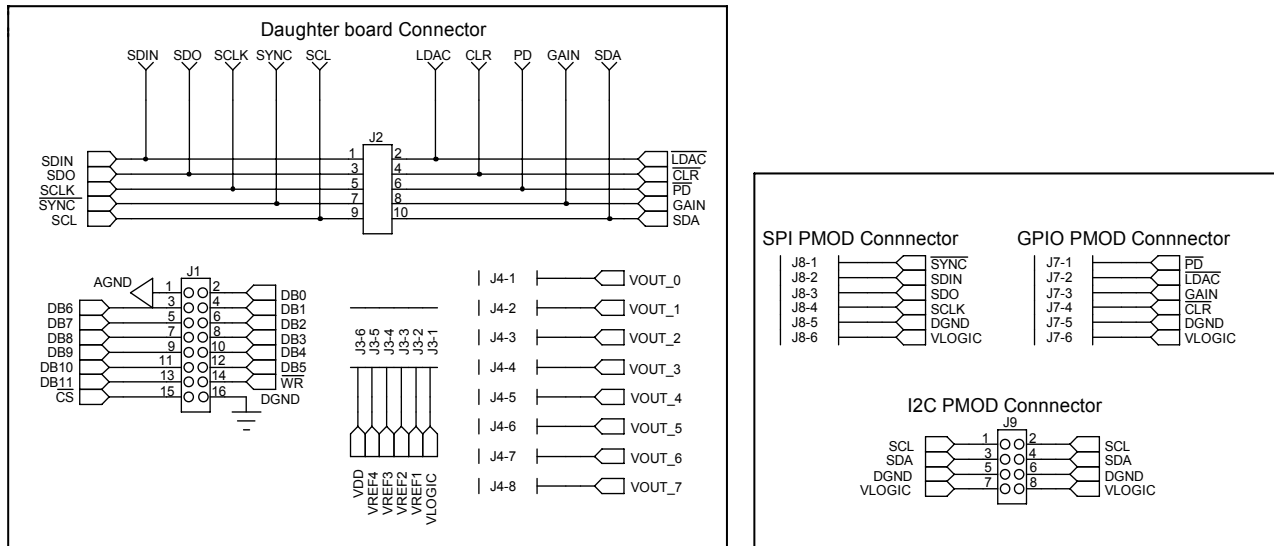 Daughter board Connector
SDIN SDO SCLK SYNC SCL LDAC CLR PD GAIN SDA
J2
SDIN 1 2 LDAC
SDO 3 4 CLR
SCLK 5 6 PD
SYNC 7 8 GAIN
SCL 9 10 SDA
J1
AGND 1 2 DB0
DB6 3 4 DB1
DB7 5 6 DB2
DB8 7 8 DB3
DB9 9 10 DB4
DB10 11 12 DB5
DB11 13 14 WR
CS 15 16 DGND
J3-6 J3-5 J3-4 J3-3 J3-2 J3-1
VDD VREF4 VREF3 VREF2 VREF1 VLOGIC
J4-1 VOUT_0
J4-2 VOUT_1
J4-3 VOUT_2
J4-4 VOUT_3
J4-5 VOUT_4
J4-6 VOUT_5
J4-7 VOUT_6
J4-8 VOUT_7
SPI PMOD Connnector
J8-1 SYNC
J8-2 SDIN
J8-3 SDO
J8-4 SCLK
J8-5 DGND
J8-6 VLOGIC
GPIO PMOD Connnector
J7-1 PD
J7-2 LDAC
J7-3 GAIN
J7-4 CLR
J7-5 DGND
J7-6 VLOGIC
I2C PMOD Connnector
J9
SCL 1 2 SCL
SDA 3 4 SDA
DGND 5 6 DGND
VLOGIC 7 8 VLOGIC